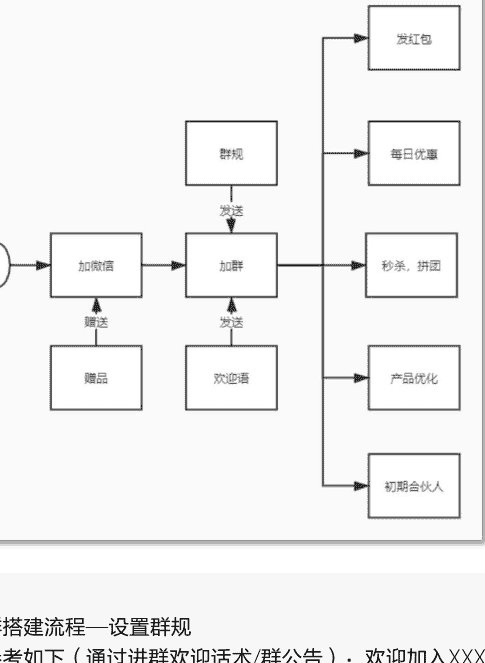 发红包
群规
每日优惠
发送
加微信
加群
秒杀，拼团
赠送
发送
赠品
欢迎语
产品优化
初期合伙人
搭建流程—设置群规
考如下（通过进群欢迎话术/群公告）：欢迎加入XXX